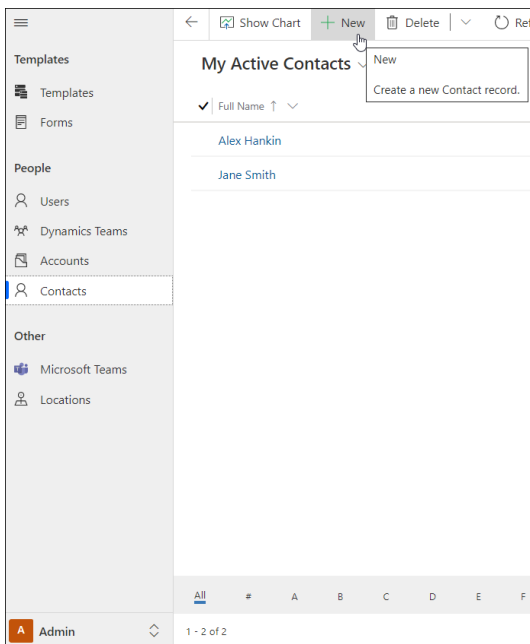 Show Chart
New
Delete
Ref
Templates
Templates
Forms
People
Users
Dynamics Teams
Accounts
Contacts
Other
Microsoft Teams
Locations
A Admin
My Active Contacts
New
Create a new Contact record.
Full Name
Alex Hankin
Jane Smith
All # A B C D E F
1 - 2 of 2